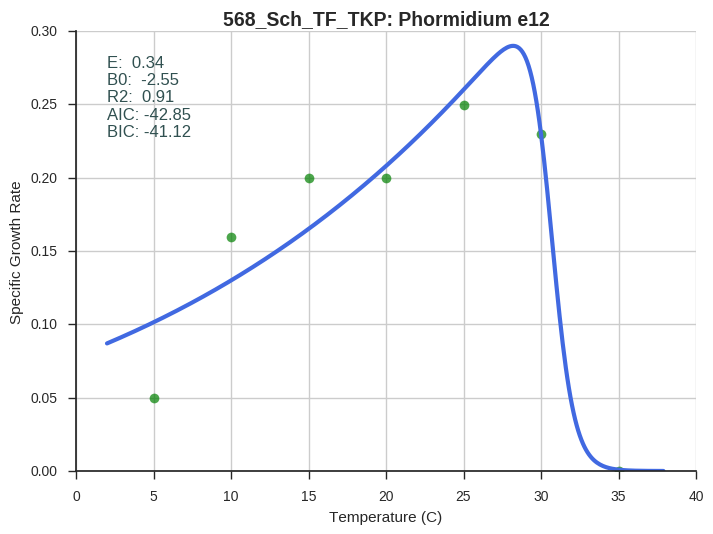 568_Sch_TF_TKP: Phormidium e12
E: 0.34
B0: -2.55
R2: 0.91
AIC: -42.85
BIC: -41.12
Specific Growth Rate
0.30
0.25
0.20
0.15
0.10
0.05
0.00
0 5 10 15 20 25 30 35 40
Temperature (C)